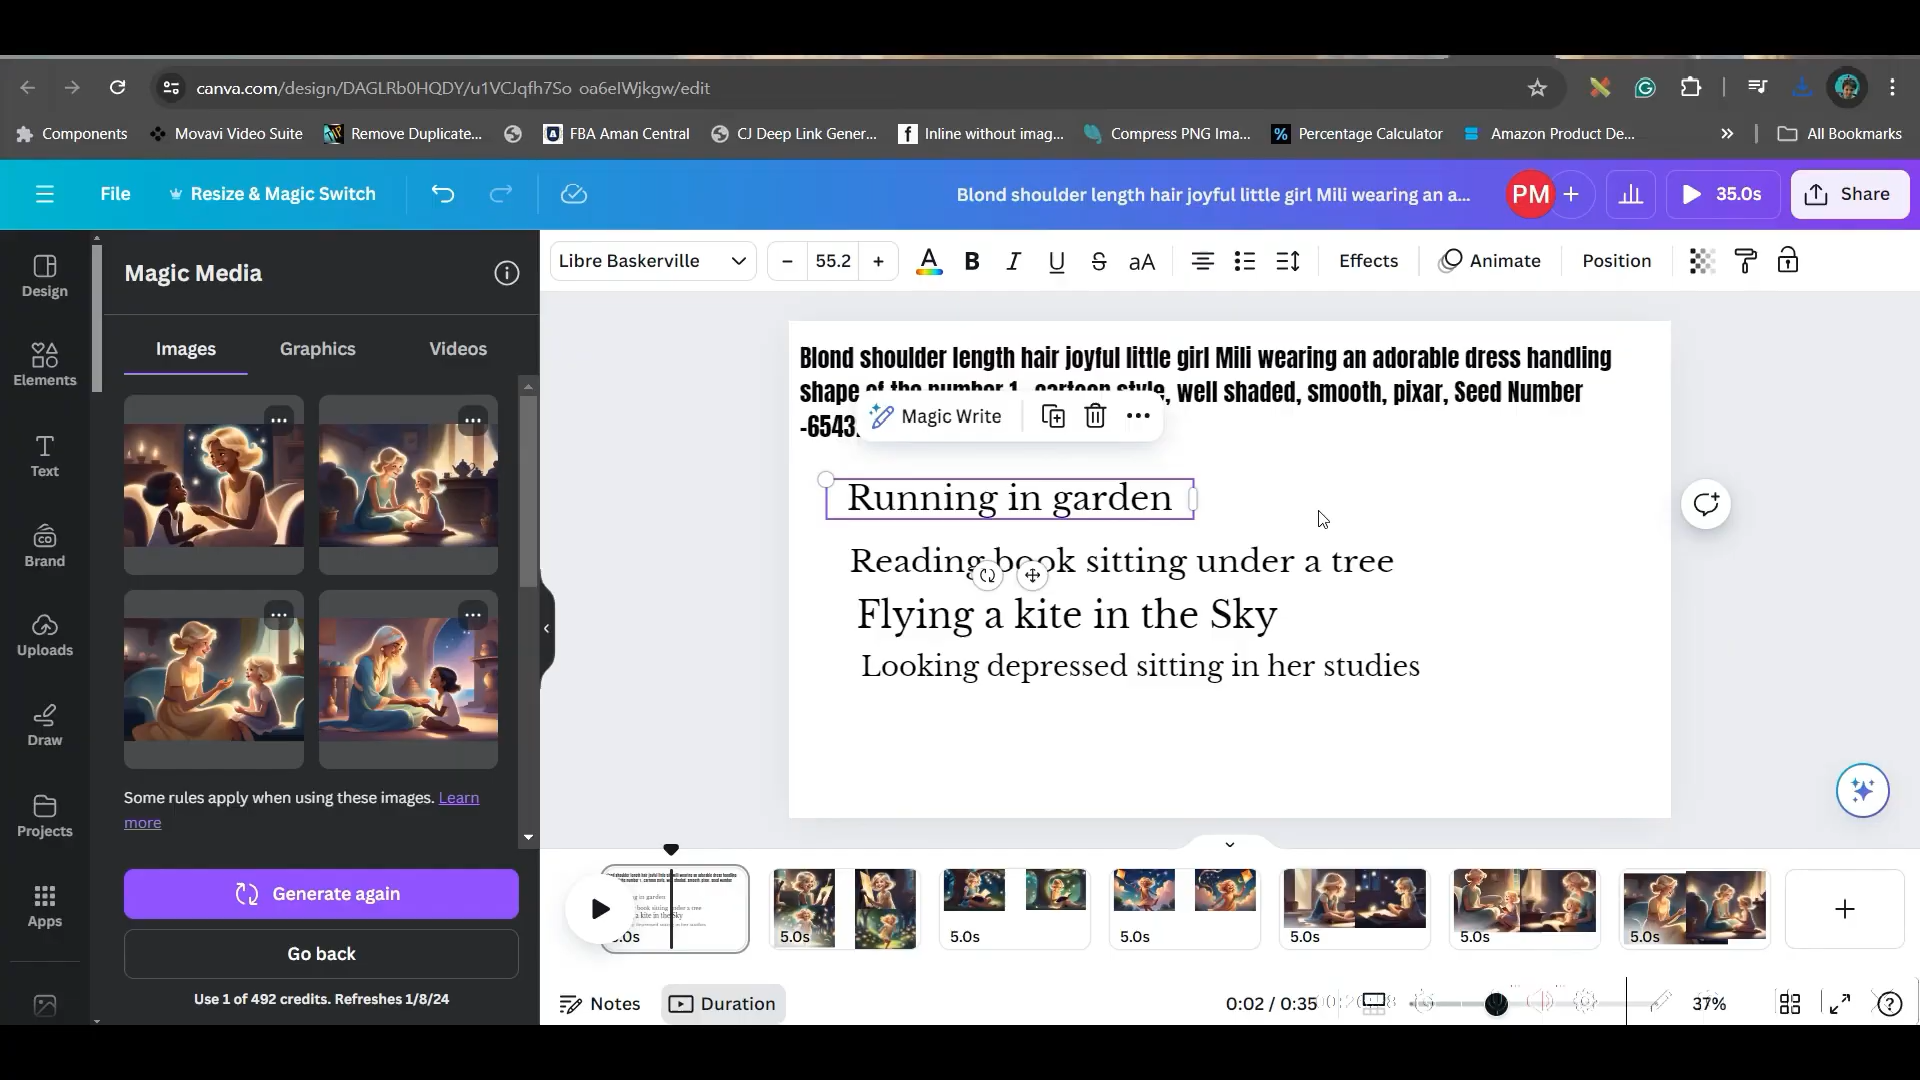 canva.com/design/DAGLRb0HQDY/u1VCJqfh7So oa6eIWjkgw/edit
Components
Movavi Video Suite
Remove Duplicate...
FBA Aman Central
CJ Deep Link Gener...
Inline without imag...
Compress PNG Ima...
Percentage Calculator
Amazon Product De...
All Bookmarks
File
Resize & Magic Switch
Blond shoulder length hair joyful little girl Mili wearing an a...
PM
35.0s
Share
Design
Elements
Text
Brand
Uploads
Draw
Projects
Apps
Magic Media
Images
Graphics
Videos
Some rules apply when using these images. Learn
more
Generate again
Go back
Use 1 of 492 credits. Refreshes 1/8/24
Libre Baskerville
55.2
A B I U S aA
Effects
Animate
Position
Blond shoulder length hair joyful little girl Mili wearing an adorable dress handling
shape of the number 1, cartoon style, well shaded, smooth, pixar, Seed Number
-6543
Magic Write
Running in garden
Reading book sitting under a tree
Flying a kite in the Sky
Looking depressed sitting in her studies
5.0s
5.0s
5.0s
5.0s
5.0s
5.0s
5.0s
Notes
Duration
0:02 / 0:35
37%